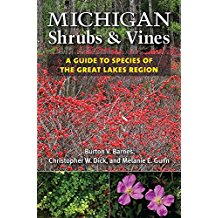 MICHIGAN
Shrubs & Vines
A GUIDE TO SPECIES OF
THE GREAT LAKES REGION
Burton V. Barnes,
Christopher W. Dick, and Melanie E. Gunn